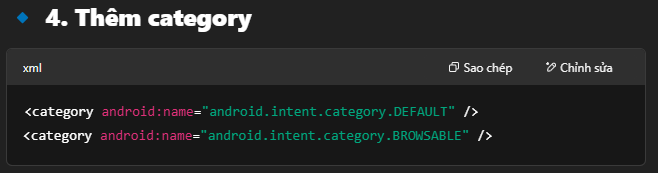 4. Thêm category
xml Sao chép Chỉnh sửa
<category android:name="android.intent.category.DEFAULT" />
<category android:name="android.intent.category.BROWSABLE" />